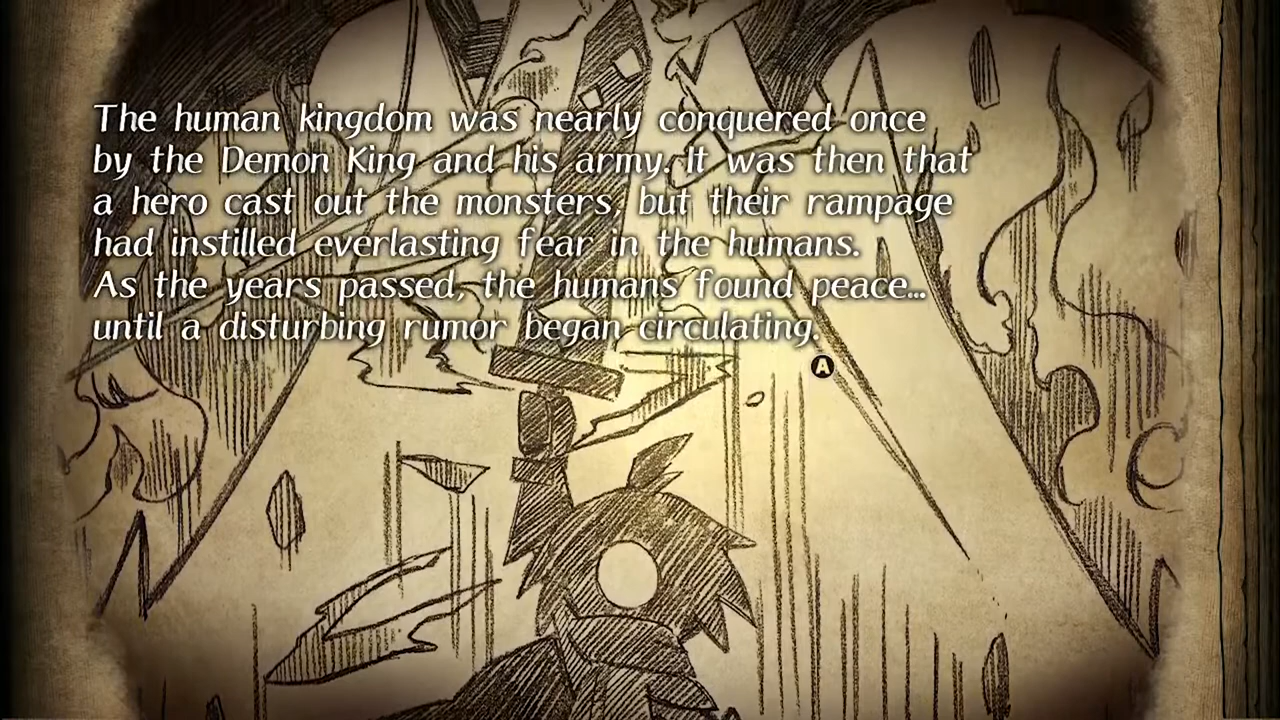 The human kingdom was nearly conquered once
by the Demon King and his army. It was then that
a hero cast out the monsters, but their rampage
had instilled everlasting fear in the humans.
As the years passed, the humans found peace...
until a disturbing rumor began circulating.
A